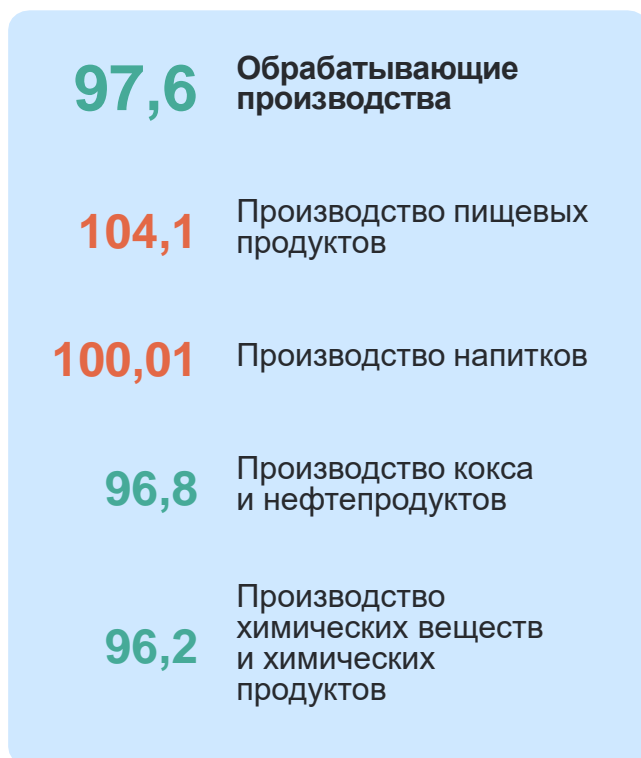 97,6 Обрабатывающие
производства
104,1 Производство пищевых
продуктов
100,01 Производство напитков
96,8 Производство кокса
и нефтепродуктов
96,2 Производство
химических веществ
и химических
продуктов